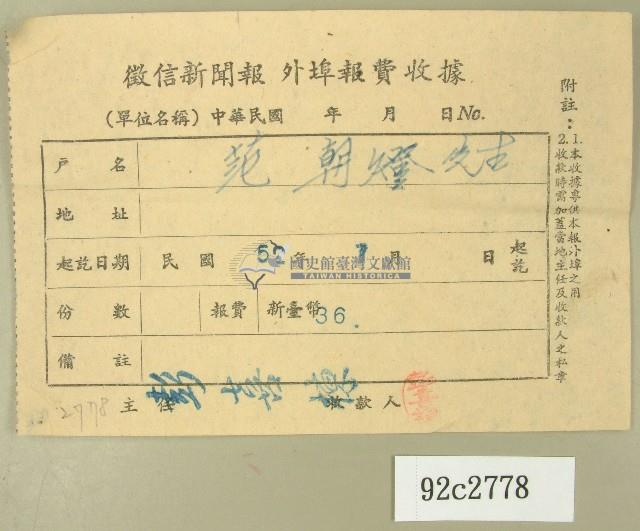 徵信新聞報 外埠報費收據
(單位名稱) 中華民國 年 月 日 No.
戶名 范朝燈先生
地址
起訖日期 民國 年 月 日 起訖
份數 報費 新臺幣 36.
備註
主任 收款人
附註：
1.本收據專供本報外埠之用
2.收款時需加蓋當地主任及收款人之私章
國史館臺灣文獻館
TAIWAN HISTORICA
2778
92c2778